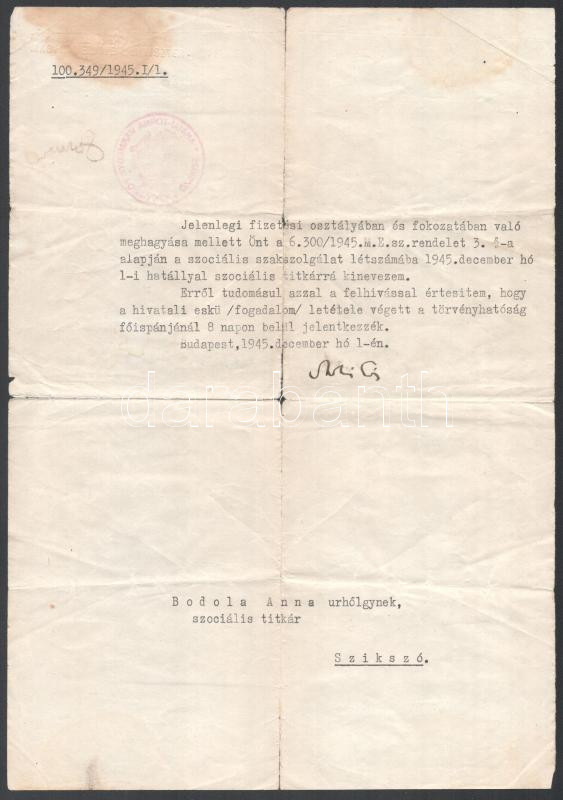 100.349/1945.I/1.
Jelenlegi fizetési osztályában és fokozatában való
meghagyása mellett Önt a 6.300/1945.M.E.sz.rendelet 3. §-a
alapján a szociális szakszolgálat létszámába 1945.december hó
1-i hatállyal szociális titkárrá kinevezem.
Erről tudomásul azzal a felhivással értesitem, hogy
a hivatali eskü /fogadalom/ letétele végett a törvényhatóság
főispánjánál 8 napon belül jelentkezzék.
Budapest,1945.december hó 1-én.
darabanth
Bodola Anna urhölgynek,
szociális titkár
Szikszó.